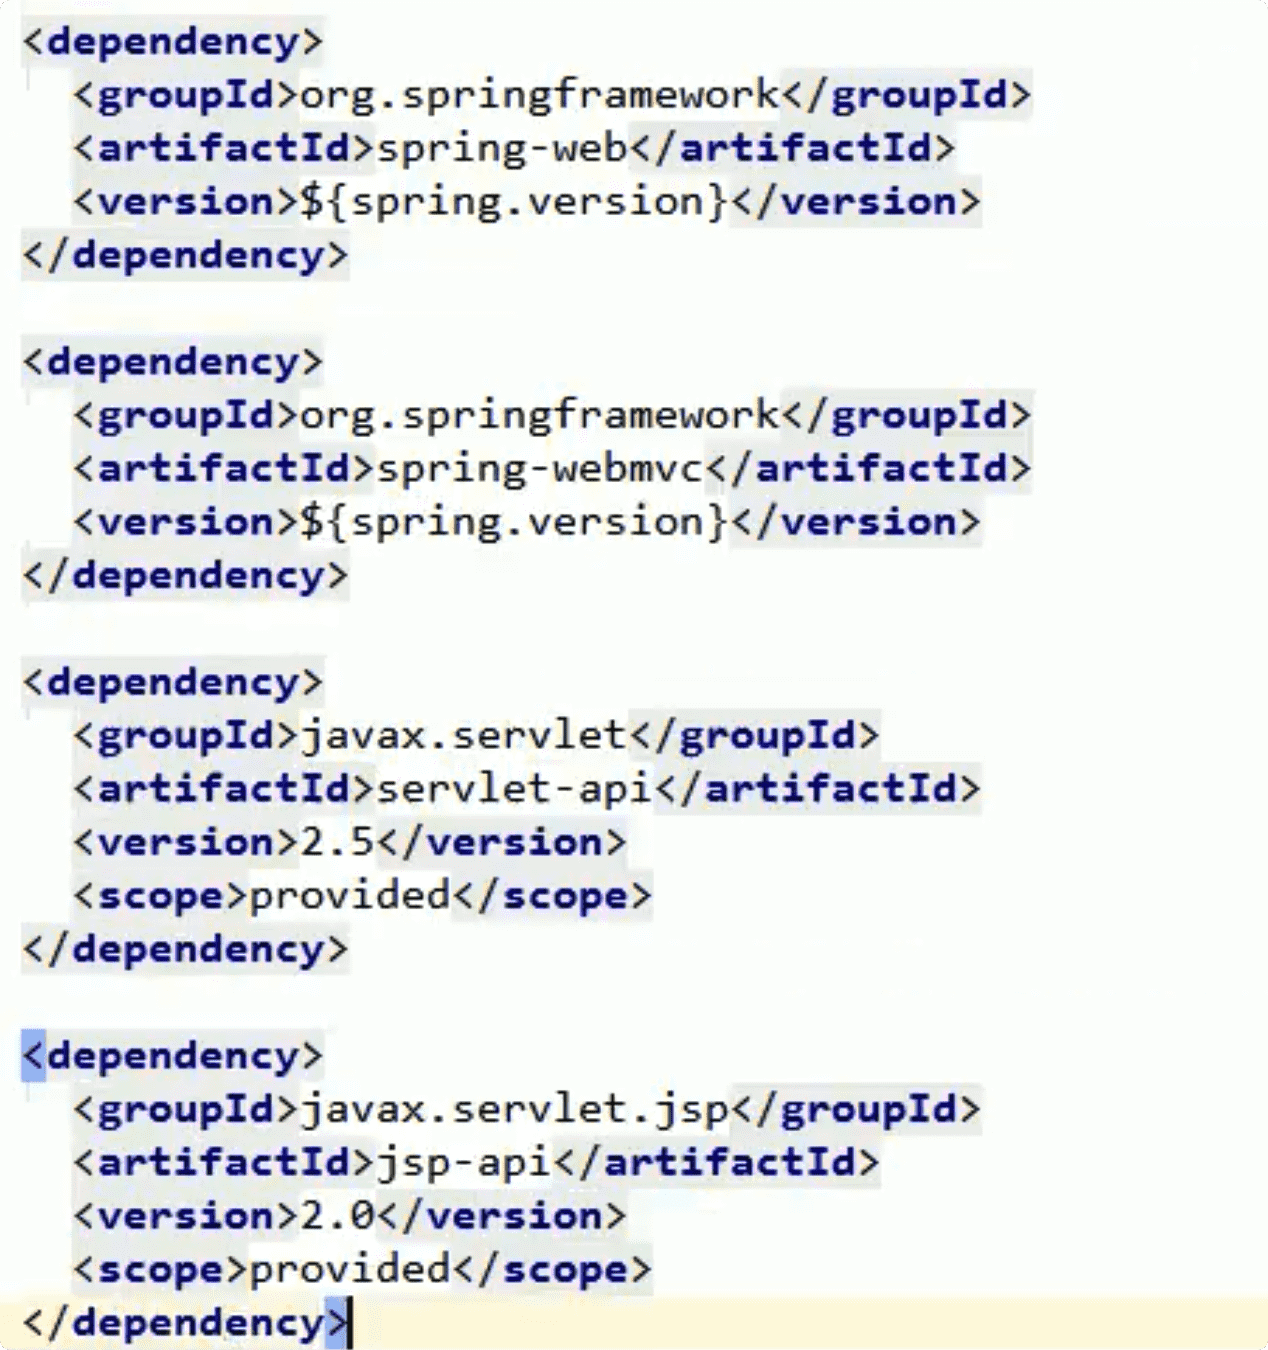 <dependency>
<groupId>org.springframework</groupId>
<artifactId>spring-web</artifactId>
<version>${spring.version}</version>
</dependency>
<dependency>
<groupId>org.springframework</groupId>
<artifactId>spring-webmvc</artifactId>
<version>${spring.version}</version>
</dependency>
<dependency>
<groupId>javax.servlet</groupId>
<artifactId>servlet-api</artifactId>
<version>2.5</version>
<scope>provided</scope>
</dependency>
<dependency>
<groupId>javax.servlet.jsp</groupId>
<artifactId>jsp-api</artifactId>
<version>2.0</version>
<scope>provided</scope>
</dependency>